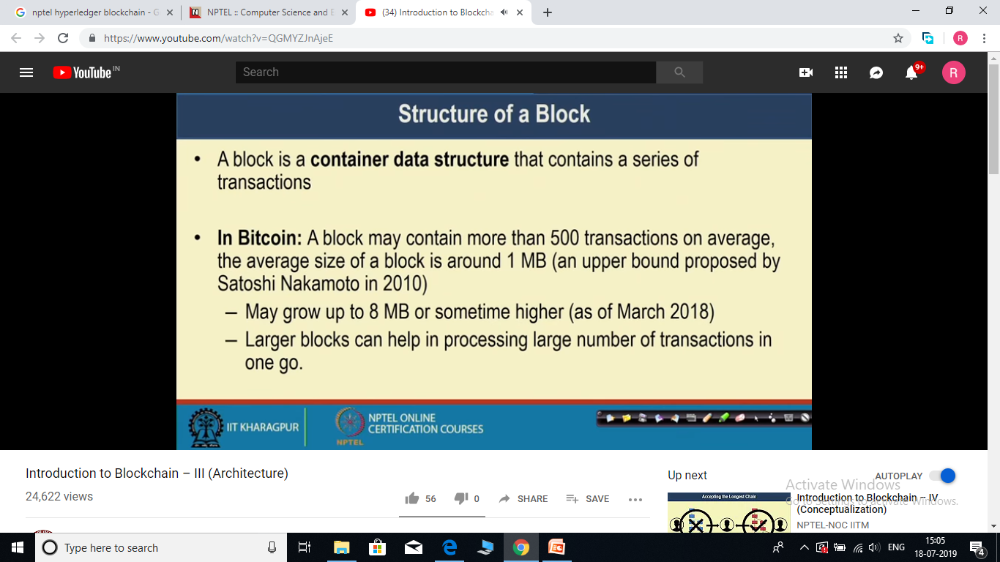 nptel hyperledger blockchain - G
NPTEL :: Computer Science and E
(34) Introduction to Blockcha
https://www.youtube.com/watch?v=QGMYZJnAjeE
R
YouTube IN
Search
9+
R
Structure of a Block
• A block is a container data structure that contains a series of
transactions
• In Bitcoin: A block may contain more than 500 transactions on average,
the average size of a block is around 1 MB (an upper bound proposed by
Satoshi Nakamoto in 2010)
– May grow up to 8 MB or sometime higher (as of March 2018)
– Larger blocks can help in processing large number of transactions in
one go.
IIT KHARAGPUR
NPTEL
NPTEL ONLINE
CERTIFICATION COURSES
Introduction to Blockchain – III (Architecture)
24,622 views
56
0
SHARE
SAVE
Up next
AUTOPLAY
Activate Windows
Go to Settings to activate Windows.
Accepting the Longest Chain
Introduction to Blockchain – IV
(Conceptualization)
NPTEL-NOC IITM
Type here to search
ENG
15:05
18-07-2019
4